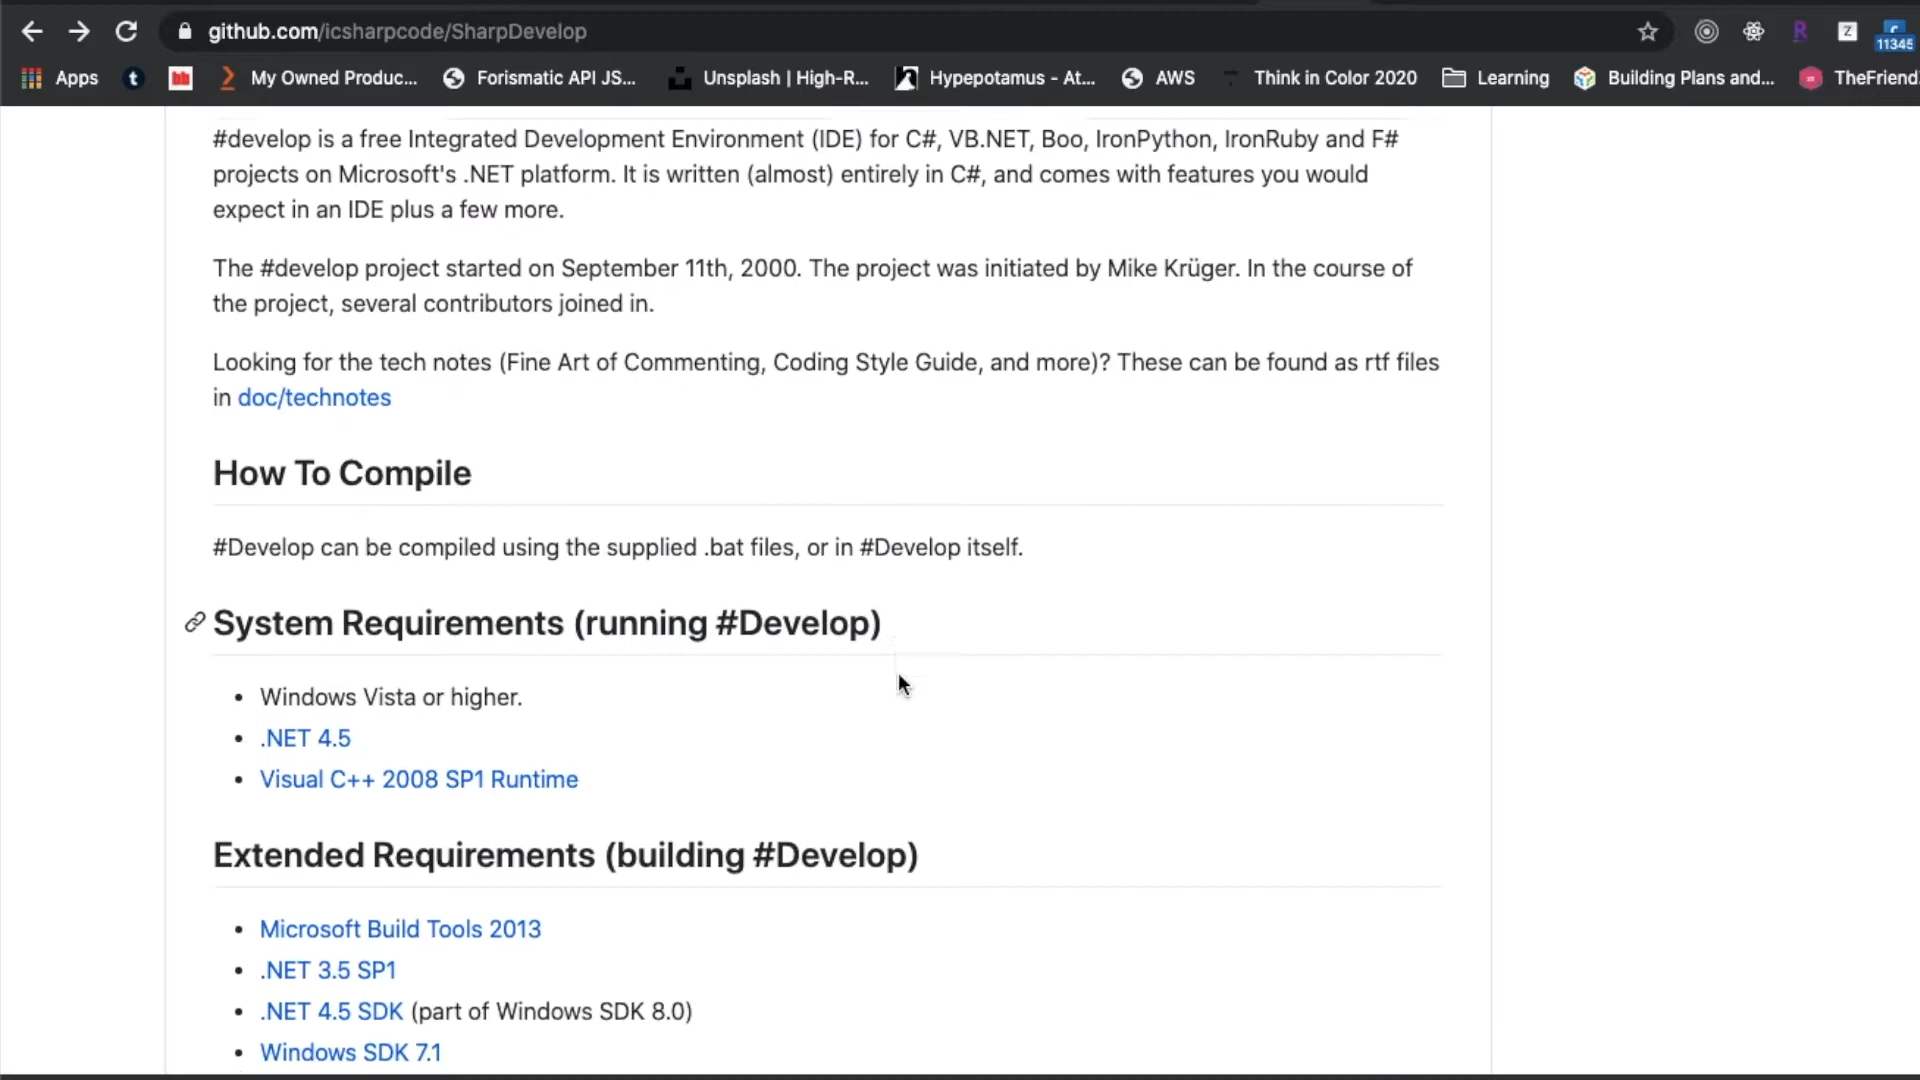 github.com/icsharpcode/SharpDevelop
11345
Apps
My Owned Produc...
Forismatic API JS...
Unsplash | High-R...
Hypepotamus - At...
AWS
Think in Color 2020
Learning
Building Plans and...
TheFriend
#develop is a free Integrated Development Environment (IDE) for C#, VB.NET, Boo, IronPython, IronRuby and F#
projects on Microsoft's .NET platform. It is written (almost) entirely in C#, and comes with features you would
expect in an IDE plus a few more.
The #develop project started on September 11th, 2000. The project was initiated by Mike Krüger. In the course of
the project, several contributors joined in.
Looking for the tech notes (Fine Art of Commenting, Coding Style Guide, and more)? These can be found as rtf files
in doc/technotes
How To Compile
#Develop can be compiled using the supplied .bat files, or in #Develop itself.
System Requirements (running #Develop)
• Windows Vista or higher.
• .NET 4.5
• Visual C++ 2008 SP1 Runtime
Extended Requirements (building #Develop)
• Microsoft Build Tools 2013
• .NET 3.5 SP1
• .NET 4.5 SDK (part of Windows SDK 8.0)
• Windows SDK 7.1